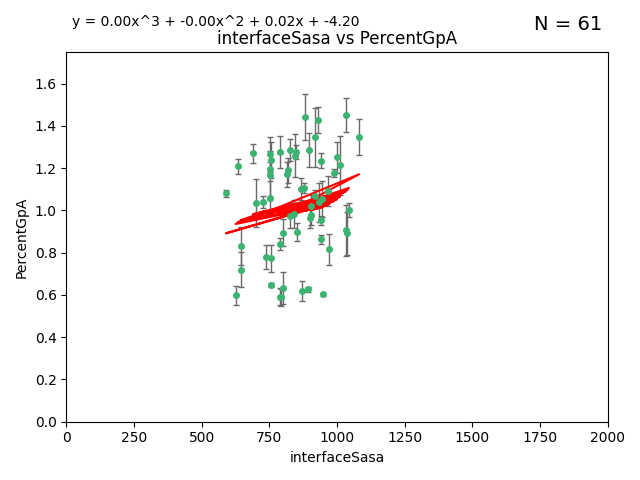 y = 0.00x^3 + -0.00x^2 + 0.02x + -4.20
N = 61
interfaceSasa vs PercentGpA
1.6
1.4
1.2
1.0
0.8
0.6
0.4
0.2
0.0
PercentGpA
0 250 500 750 1000 1250 1500 1750 2000
interfaceSasa